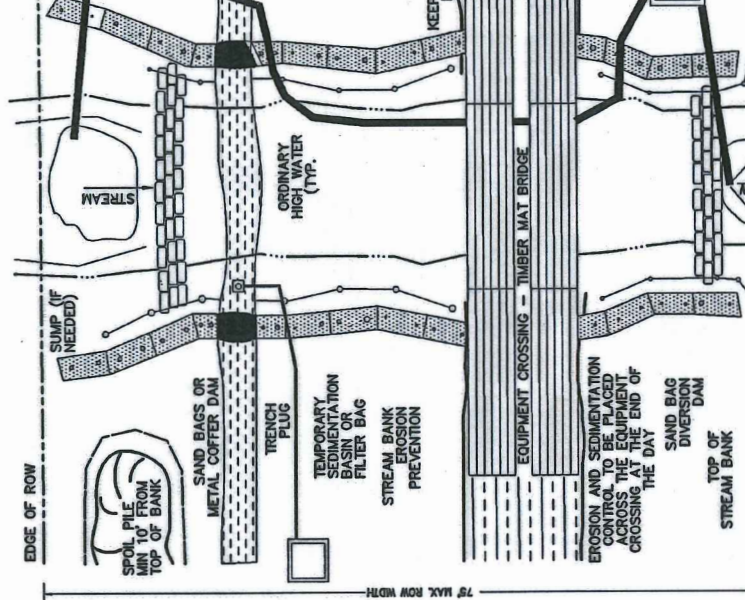 EDGE OF ROW
SPOIL PILE
MIN 10' FROM
TOP OF BANK
SUMP (IF
NEEDED)
STREAM
SAND BAGS OR
METAL COFFER DAM
TRENCH
PLUG
ORDINARY
HIGH WATER
(TYP.
TEMPORARY
SEDIMENTATION
BASIN OR
FILTER BAG
STREAM BANK
EROSION
PREVENTION
KEEP
EQUIPMENT CROSSING - TIMBER MAT BRIDGE
EROSION AND SEDIMENTATION
CONTROL TO BE PLACED
ACROSS THE EQUIPMENT
CROSSING AT THE END OF
THE DAY
SAND BAG
DIVERSION
DAM
TOP OF
STREAM BANK
75' MAX. ROW WIDTH